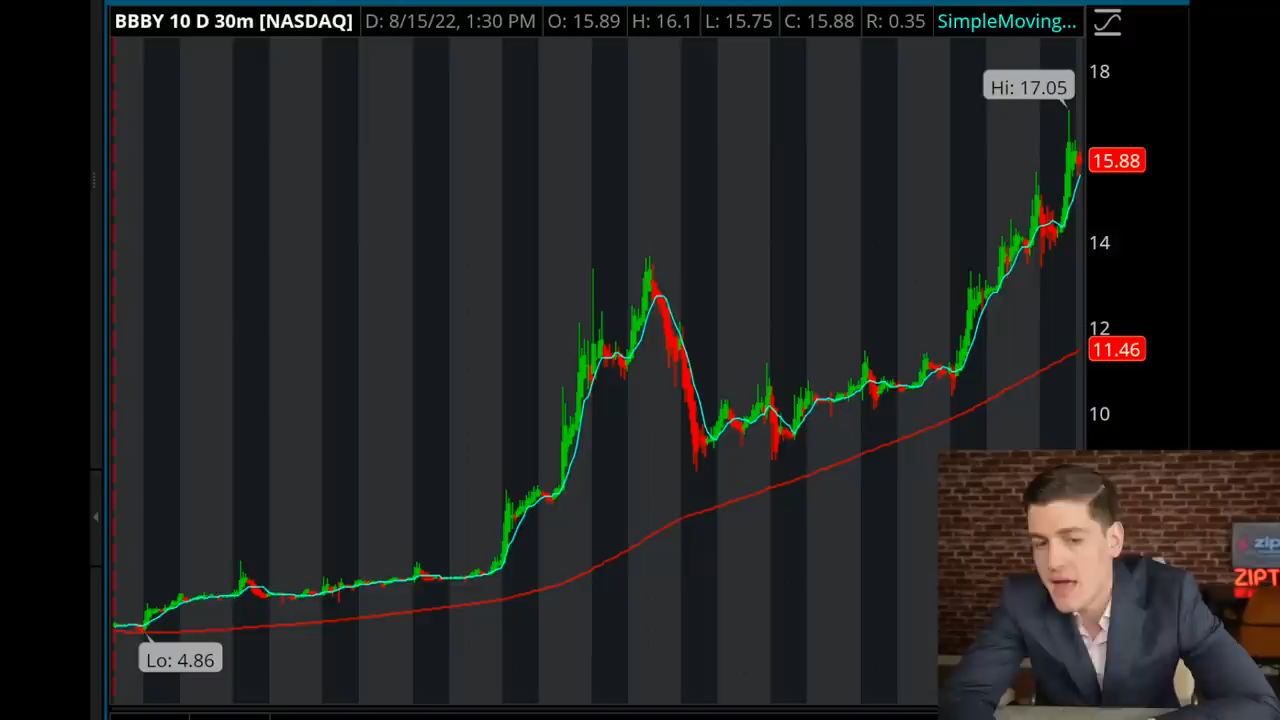 BBBY 10 D 30m [NASDAQ] D: 8/15/22, 1:30 PM O: 15.89 H: 16.1 L: 15.75 C: 15.88 R: 0.35 SimpleMoving...
18
Hi: 17.05
15.88
14
12
11.46
10
Lo: 4.86
zip
ZIPT